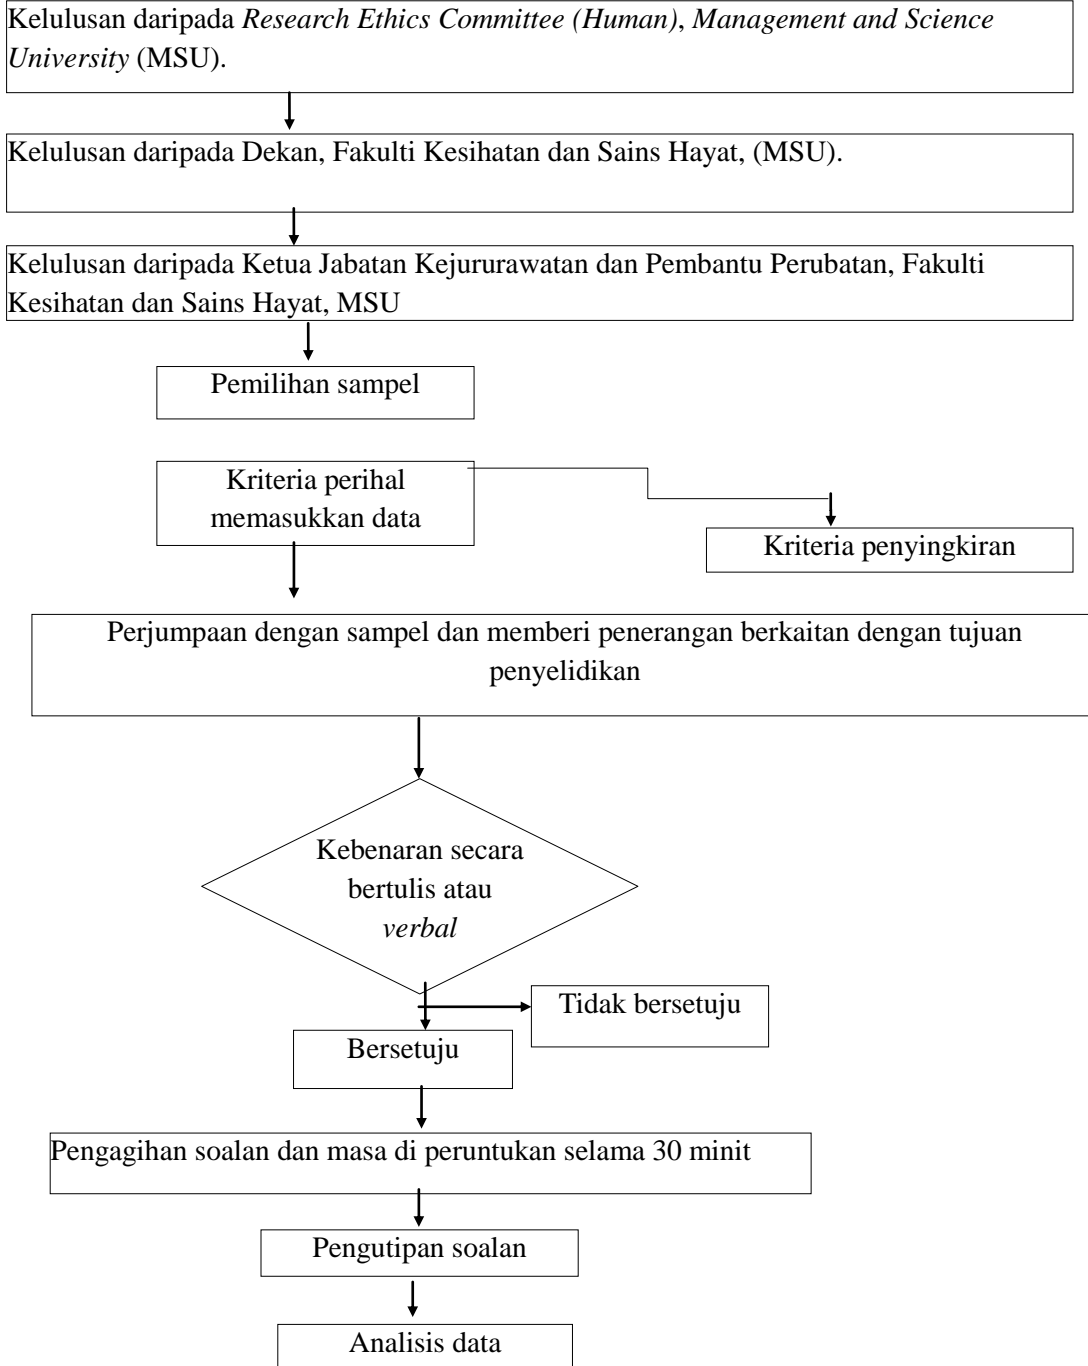 Kelulusan daripada Research Ethics Committee (Human), Management and Science
University (MSU).
Kelulusan daripada Dekan, Fakulti Kesihatan dan Sains Hayat, (MSU).
Kelulusan daripada Ketua Jabatan Kejururawatan dan Pembantu Perubatan, Fakulti
Kesihatan dan Sains Hayat, MSU
Pemilihan sampel
Kriteria perihal
memasukkan data
Kriteria penyingkiran
Perjumpaan dengan sampel dan memberi penerangan berkaitan dengan tujuan
penyelidikan
Kebenaran secara
bertulis atau
verbal
Tidak bersetuju
Bersetuju
Pengagihan soalan dan masa di peruntukan selama 30 minit
Pengutipan soalan
Analisis data